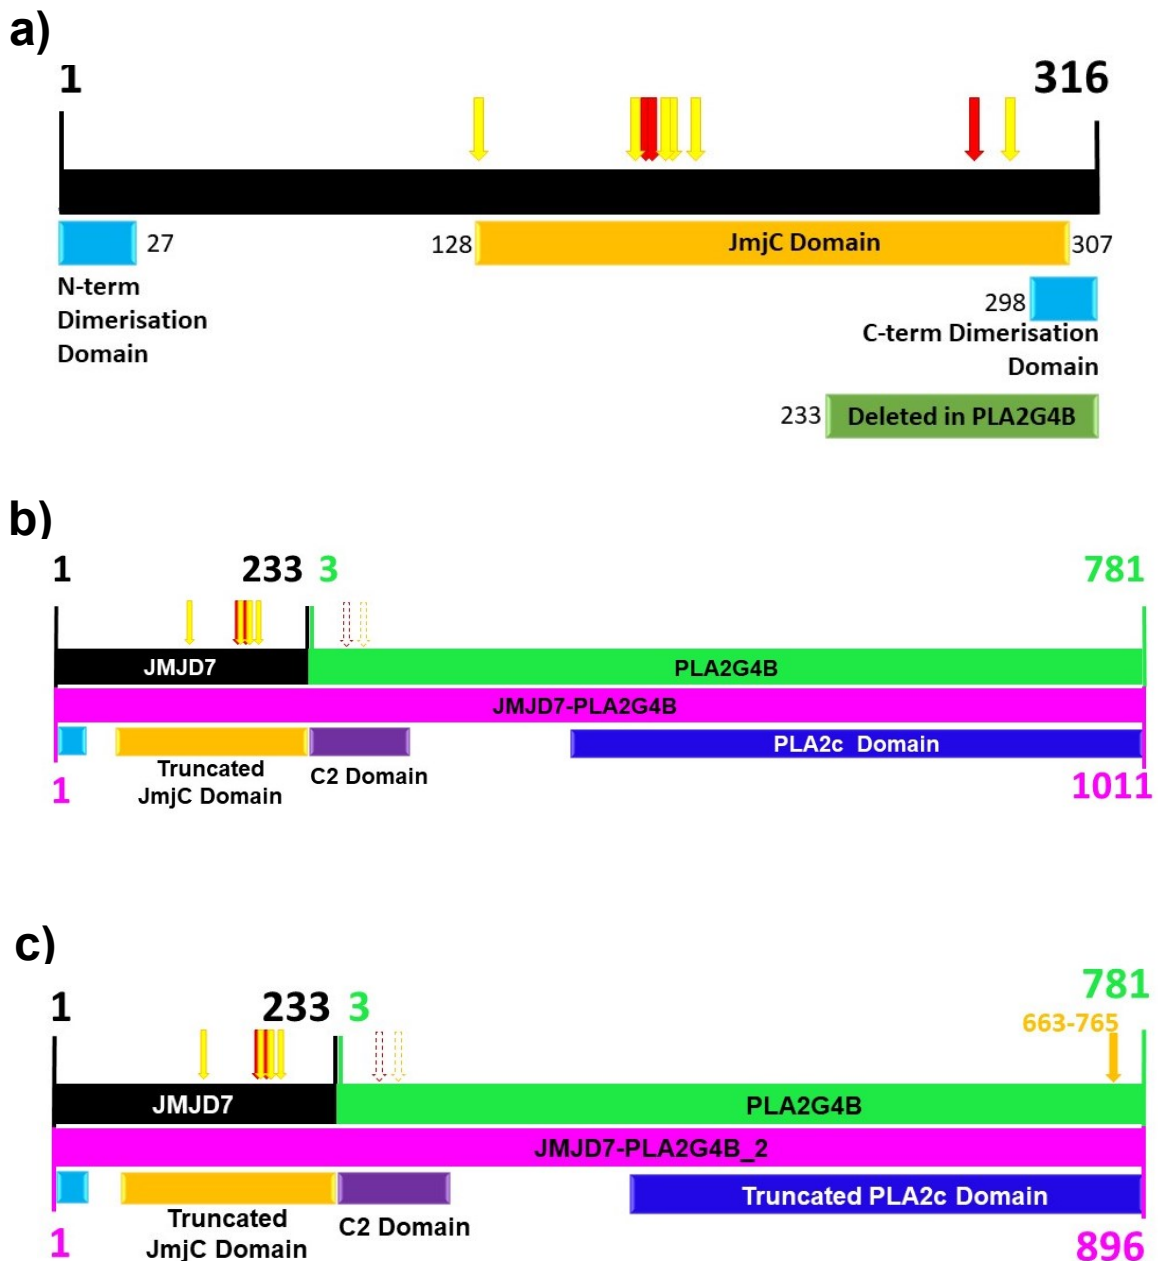 a)
1
316
27
128
JmjC Domain
307
N-term
Dimerisation
Domain
298
C-term Dimerisation
Domain
233
Deleted in PLA2G4B
b)
1
233
3
781
JMJD7
PLA2G4B
JMJD7-PLA2G4B
PLA2c Domain
Truncated
JmjC Domain
C2 Domain
1
1011
c)
781
1
233
3
663-765
JMJD7
PLA2G4B
JMJD7-PLA2G4B_2
Truncated PLA2c Domain
Truncated
JmjC Domain
C2 Domain
1
896